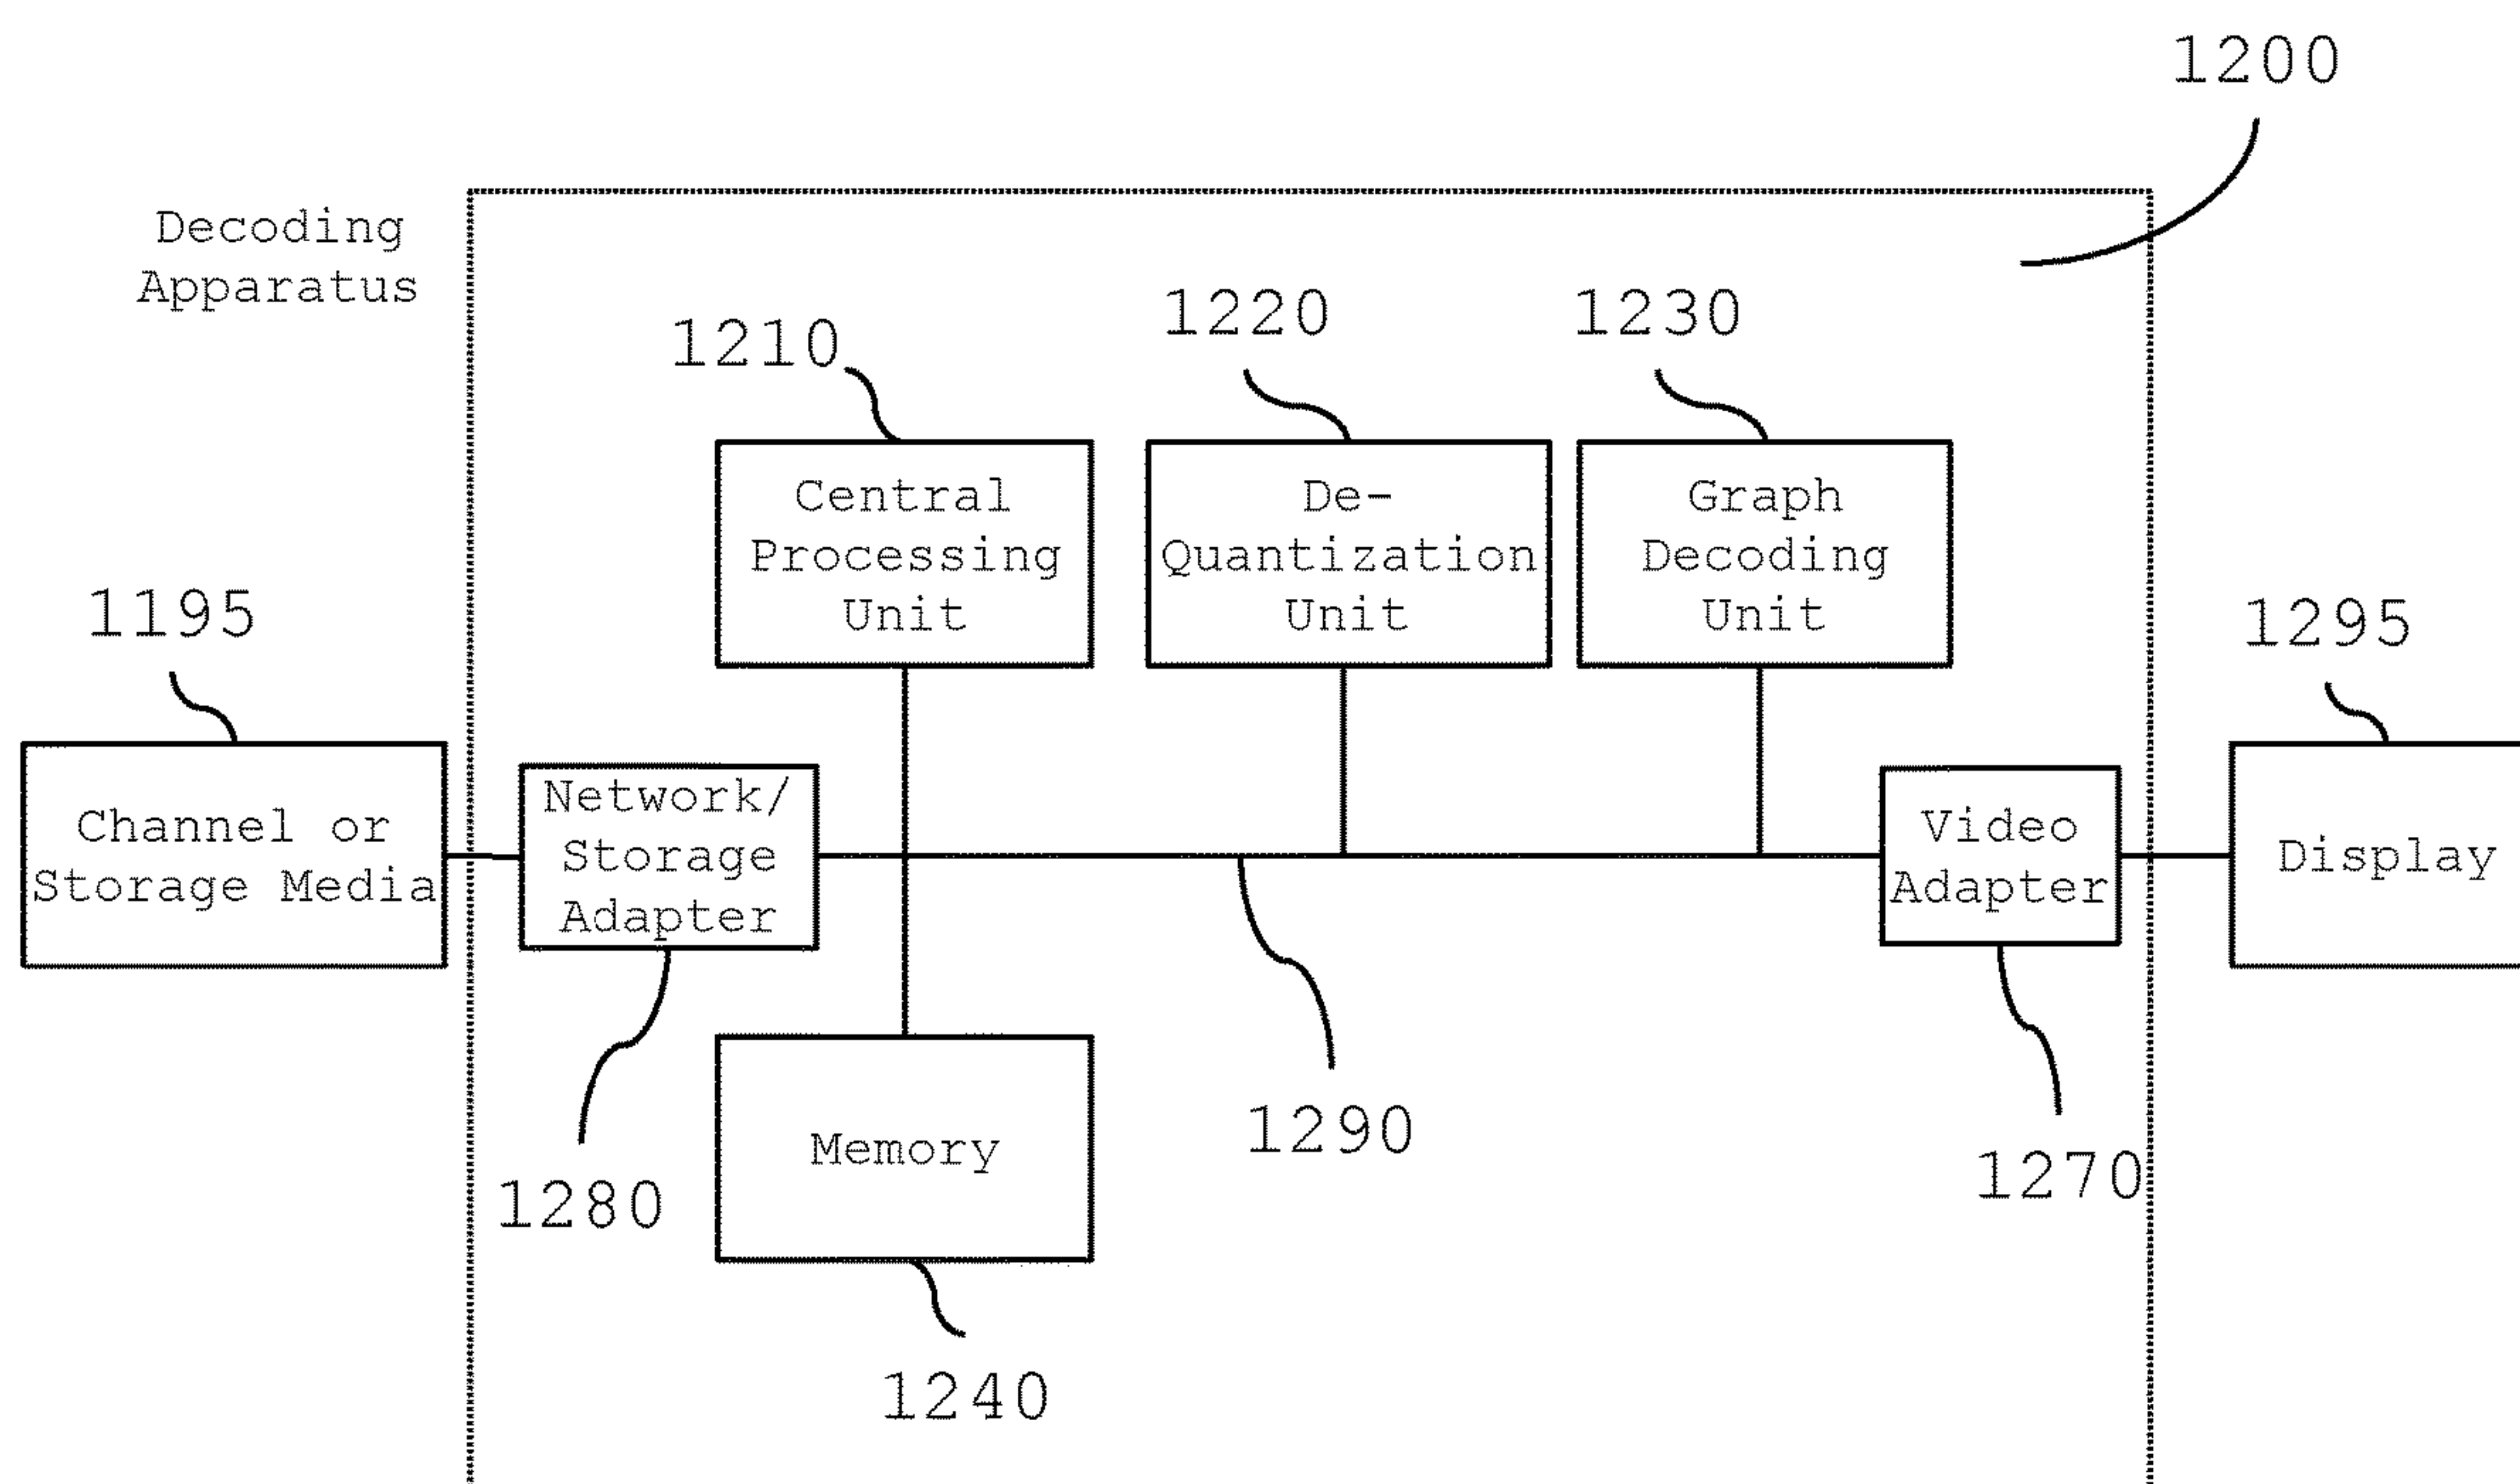 1200
Decoding
Apparatus
1210
1220
1230
Central
Processing
Unit
De-
Quantization
Unit
Graph
Decoding
Unit
1195
1295
Channel or
Storage Media
Network/
Storage
Adapter
Video
Adapter
Display
Memory
1280
1290
1270
1240